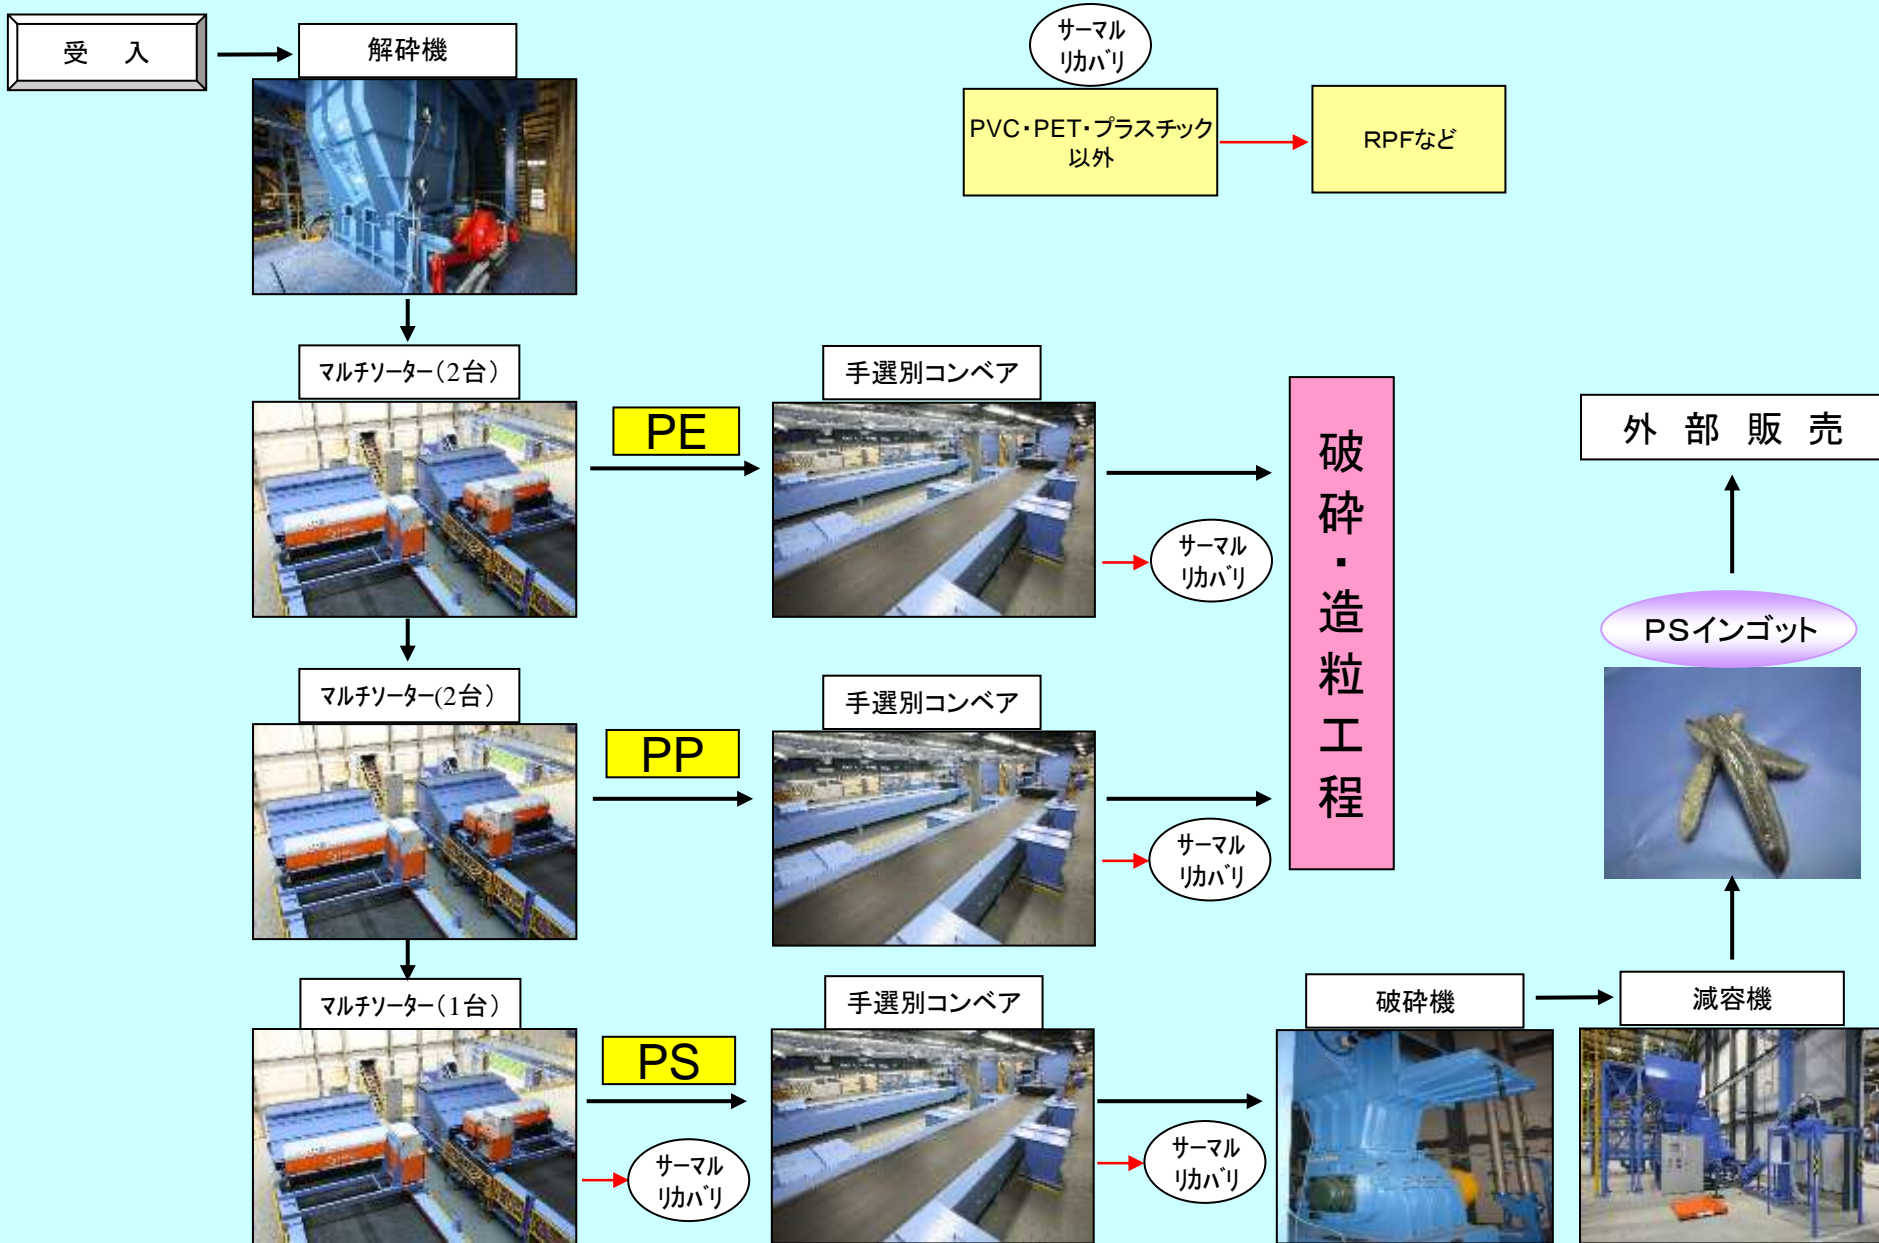 受 入
解砕機
サーマル
リカバリ
PVC・PET・プラスチック
以外
RPFなど
マルチソーター(2台)
PE
手選別コンベア
サーマル
リカバリ
破砕・造粒工程
外部販売
PSインゴット
マルチソーター(2台)
PP
手選別コンベア
サーマル
リカバリ
マルチソーター(1台)
PS
サーマル
リカバリ
手選別コンベア
サーマル
リカバリ
破砕機
減容機